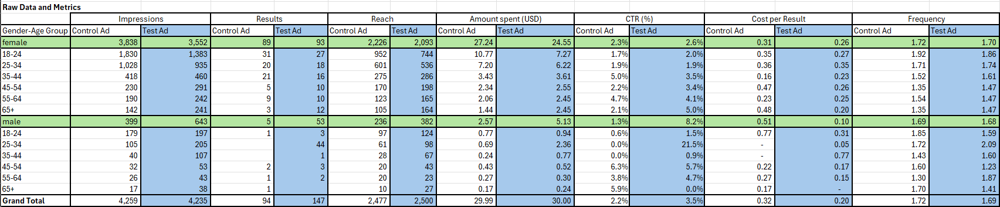 Raw Data and Metrics
Impressions Results Reach Amount spent (USD) CTR (%) Cost per Result Frequency
Gender-Age Group Control Ad Test Ad Control Ad Test Ad Control Ad Test Ad Control Ad Test Ad Control Ad Test Ad Control Ad Test Ad Control Ad Test Ad
female 3,838 3,552 89 93 2,226 2,093 27.24 24.55 2.3% 2.6% 0.31 0.26 1.72 1.70
18-24 1,830 1,383 31 27 952 744 10.77 7.27 1.7% 2.0% 0.35 0.27 1.92 1.86
25-34 1,028 935 20 18 601 536 7.20 6.22 1.9% 1.9% 0.36 0.35 1.71 1.74
35-44 418 460 21 16 275 286 3.43 3.61 5.0% 3.5% 0.16 0.23 1.52 1.61
45-54 230 291 5 10 170 198 2.34 2.55 2.2% 3.4% 0.47 0.26 1.35 1.47
55-64 190 242 9 10 123 165 2.06 2.45 4.7% 4.1% 0.23 0.25 1.54 1.47
65+ 142 241 3 12 105 164 1.44 2.45 2.1% 5.0% 0.48 0.20 1.35 1.47
male 399 643 5 53 236 382 2.57 5.13 1.3% 8.2% 0.51 0.10 1.69 1.68
18-24 179 197 1 3 97 124 0.77 0.94 0.6% 1.5% 0.77 0.31 1.85 1.59
25-34 105 205 44 61 98 0.69 2.36 0.0% 21.5% - 0.05 1.72 2.09
35-44 40 107 1 28 67 0.24 0.77 0.0% 0.9% - 0.77 1.43 1.60
45-54 32 53 2 3 20 43 0.43 0.52 6.3% 5.7% 0.22 0.17 1.60 1.23
55-64 26 43 1 2 20 23 0.27 0.30 3.8% 4.7% 0.27 0.15 1.30 1.87
65+ 17 38 1 10 27 0.17 0.24 5.9% 0.0% 0.17 - 1.70 1.41
Grand Total 4,259 4,235 94 147 2,477 2,500 29.99 30.00 2.2% 3.5% 0.32 0.20 1.72 1.69